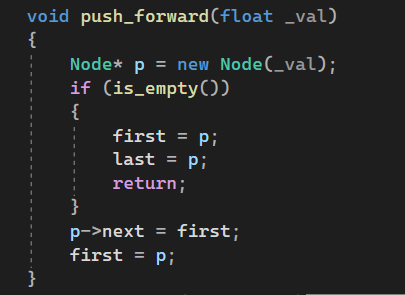 void push_forward(float _val)
{
    Node* p = new Node(_val);
    if (is_empty())
    {
        first = p;
        last = p;
        return;
    }
    p->next = first;
    first = p;
}